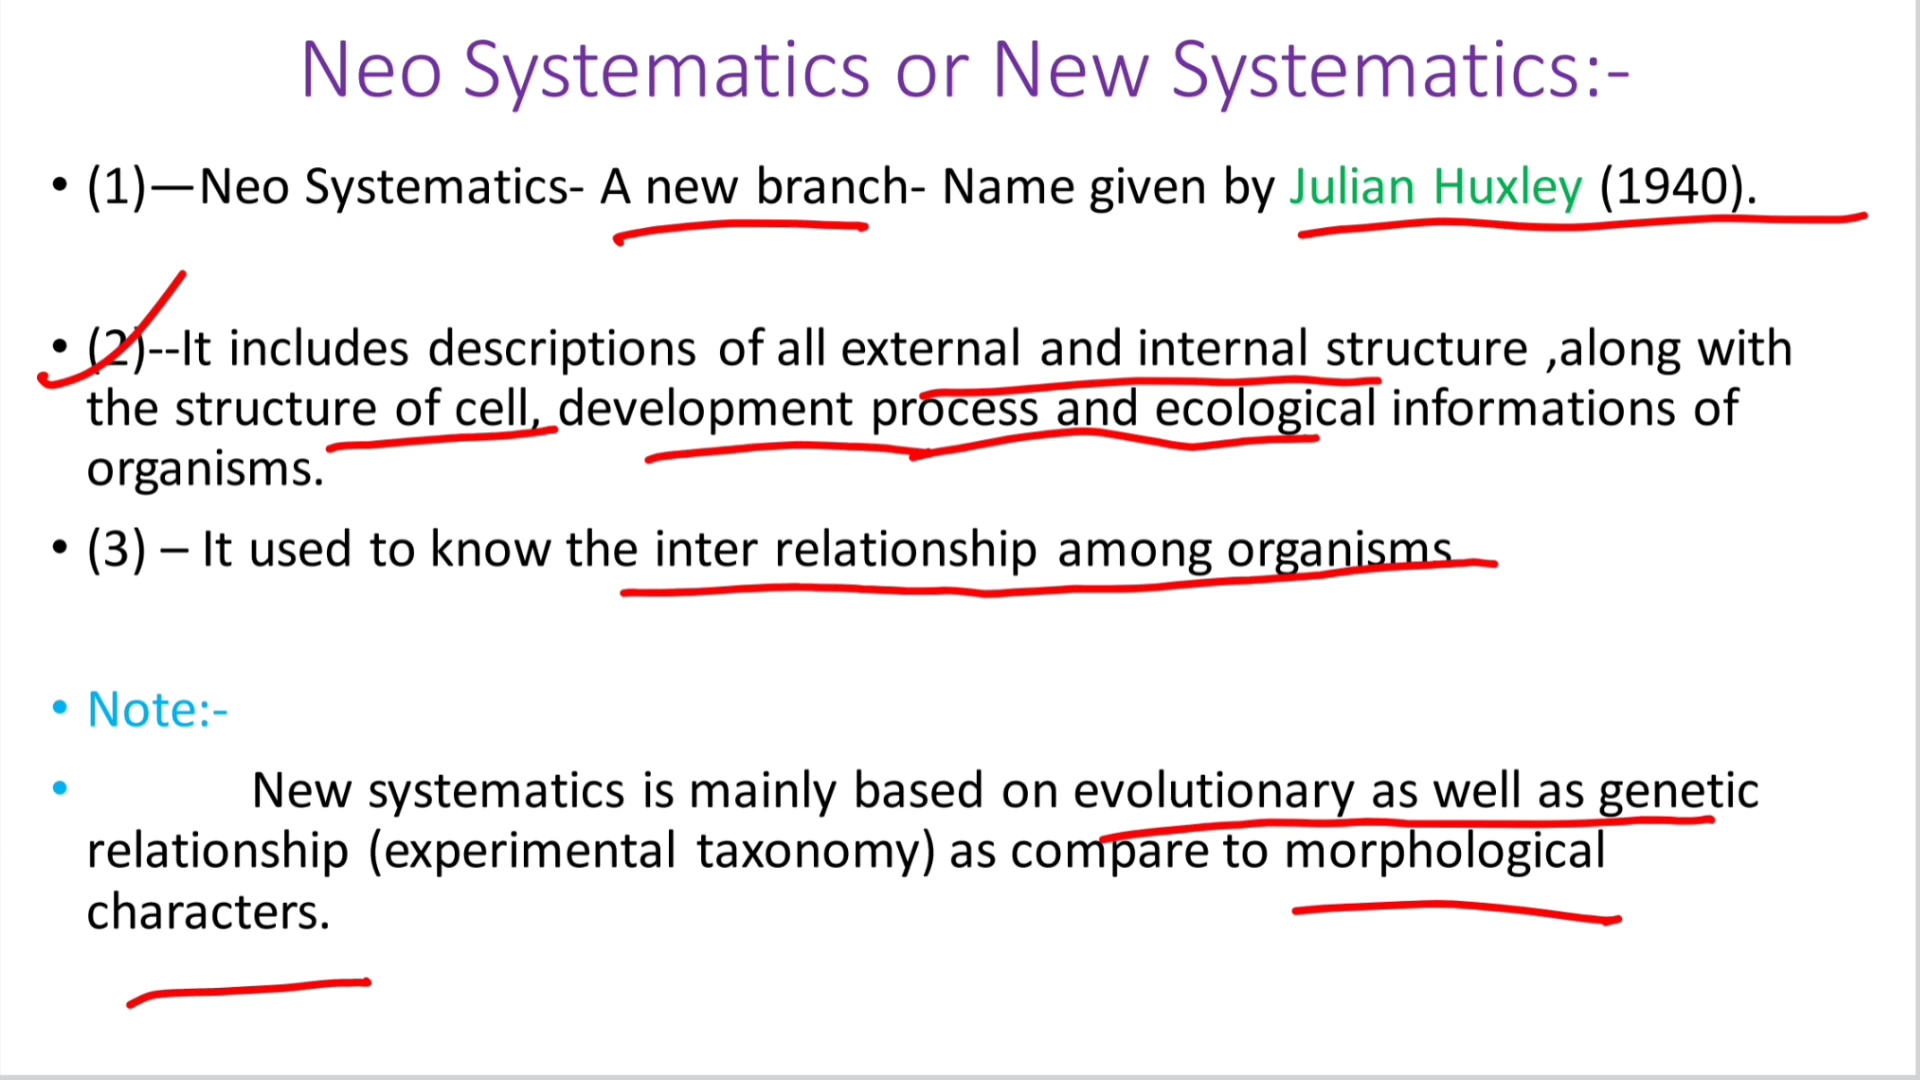 Neo Systematics or New Systematics:-
• (1)—Neo Systematics- A new branch- Name given by Julian Huxley (1940).
• (2)--It includes descriptions of all external and internal structure ,along with
the structure of cell, development process and ecological informations of
organisms.
• (3) – It used to know the inter relationship among organisms
• Note:-
• New systematics is mainly based on evolutionary as well as genetic
relationship (experimental taxonomy) as compare to morphological
characters.